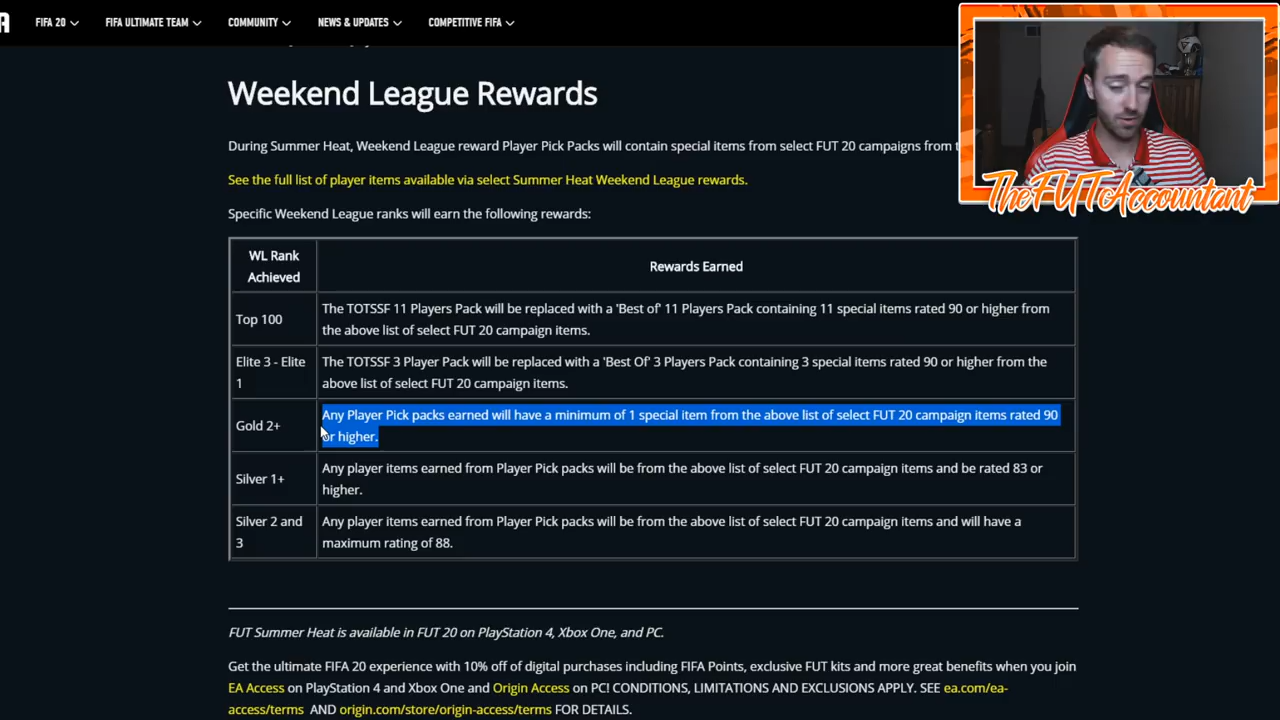 FIFA 20
FIFA ULTIMATE TEAM
COMMUNITY
NEWS & UPDATES
COMPETITIVE FIFA
Weekend League Rewards
During Summer Heat, Weekend League reward Player Pick Packs will contain special items from select FUT 20 campaigns from
See the full list of player items available via select Summer Heat Weekend League rewards.
TheFUTAccountant
Specific Weekend League ranks will earn the following rewards:
WL Rank
Achieved
Rewards Earned
Top 100
The TOTSSF 11 Players Pack will be replaced with a 'Best of' 11 Players Pack containing 11 special items rated 90 or higher from
the above list of select FUT 20 campaign items.
Elite 3 - Elite
1
The TOTSSF 3 Player Pack will be replaced with a 'Best Of' 3 Players Pack containing 3 special items rated 90 or higher from the
above list of select FUT 20 campaign items.
Gold 2+
Any Player Pick packs earned will have a minimum of 1 special item from the above list of select FUT 20 campaign items rated 90
or higher.
Silver 1+
Any player items earned from Player Pick packs will be from the above list of select FUT 20 campaign items and be rated 83 or
higher.
Silver 2 and
3
Any player items earned from Player Pick packs will be from the above list of select FUT 20 campaign items and will have a
maximum rating of 88.
FUT Summer Heat is available in FUT 20 on PlayStation 4, Xbox One, and PC.
Get the ultimate FIFA 20 experience with 10% off of digital purchases including FIFA Points, exclusive FUT kits and more great benefits when you join
EA Access on PlayStation 4 and Xbox One and Origin Access on PC! CONDITIONS, LIMITATIONS AND EXCLUSIONS APPLY. SEE ea.com/ea-
access/terms AND origin.com/store/origin-access/terms FOR DETAILS.